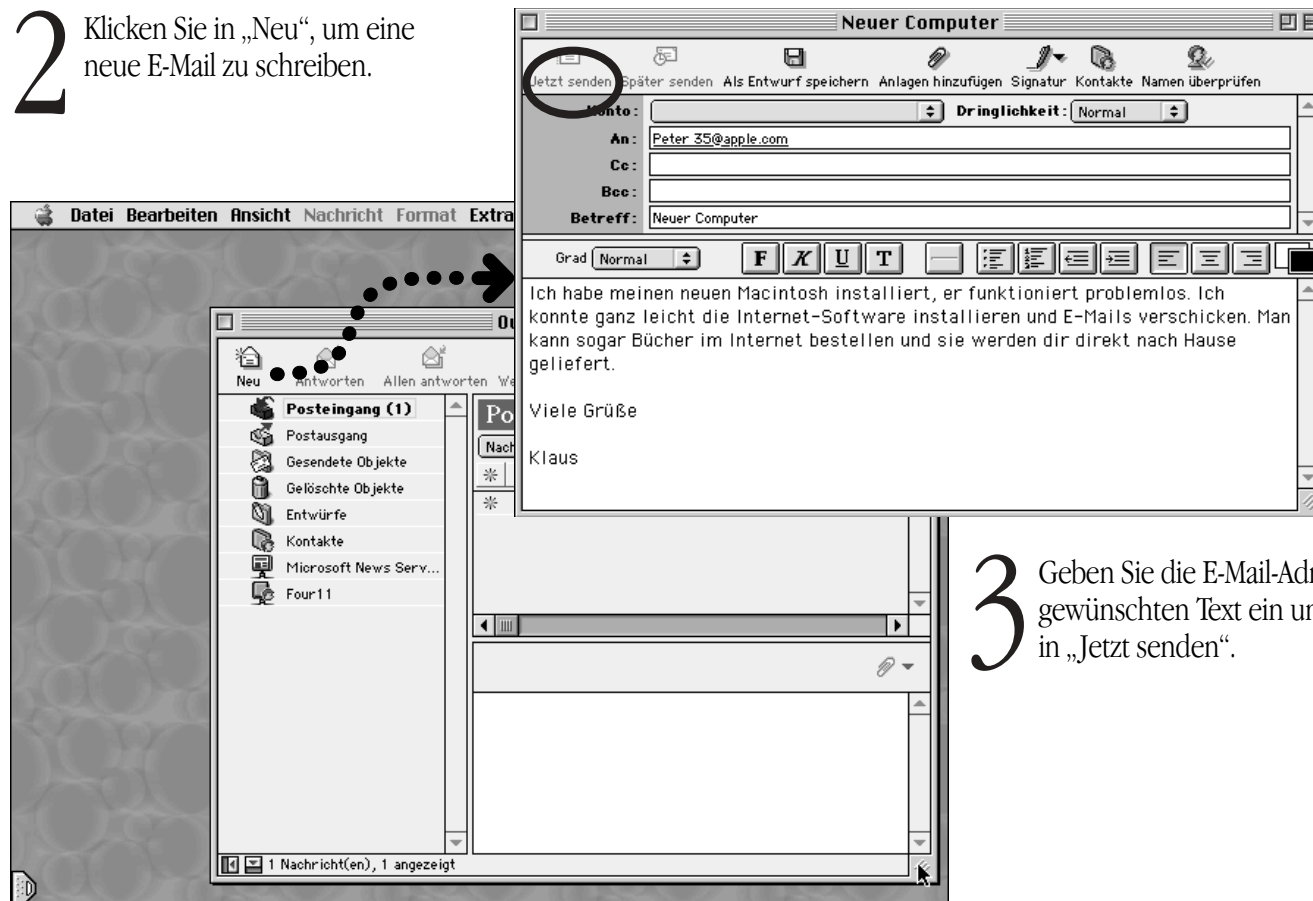 2
Klicken Sie in „Neu“, um eine
neue E-Mail zu schreiben.
Neuer Computer
Jetzt senden Später senden Als Entwurf speichern Anlagen hinzufügen Signatur Kontakte Namen überprüfen
Konto: Dringlichkeit: Normal
An: Peter 35@apple.com
Cc:
Bcc:
Betreff: Neuer Computer
Grad Normal F K U T
Ich habe meinen neuen Macintosh installiert, er funktioniert problemlos. Ich
konnte ganz leicht die Internet-Software installieren und E-Mails verschicken. Man
kann sogar Bücher im Internet bestellen und sie werden dir direkt nach Hause
geliefert.
Viele Grüße
Klaus
Datei Bearbeiten Ansicht Nachricht Format Extra
Neu Antworten Allen antworten
Posteingang (1)
Postausgang
Gesendete Objekte
Gelöschte Objekte
Entwürfe
Kontakte
Microsoft News Serv...
Four11
1 Nachricht(en), 1 angezeigt
3
Geben Sie die E-Mail-Adr
gewünschten Text ein un
in „Jetzt senden“.